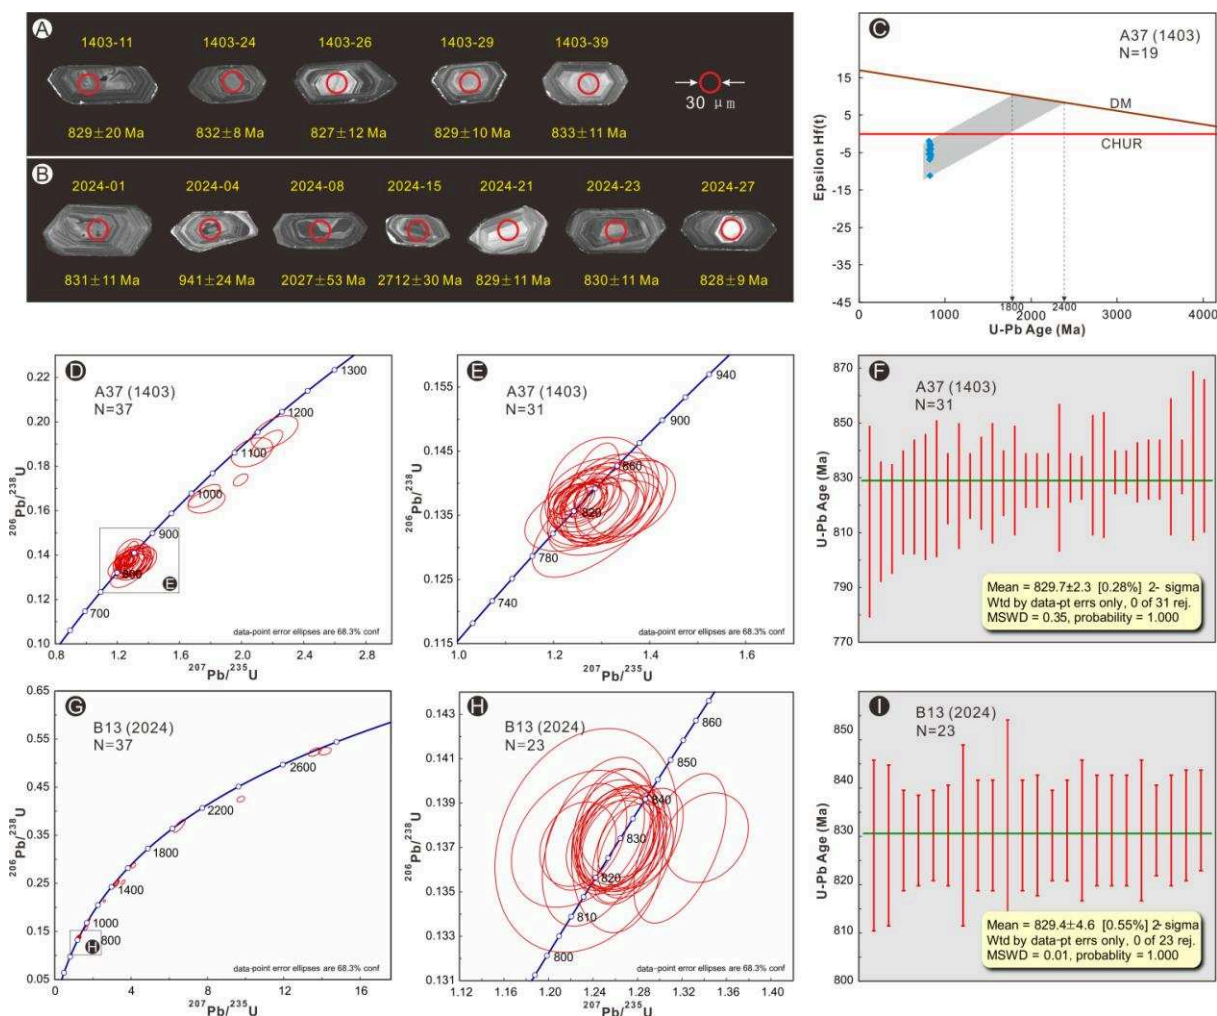 A
1403-11 1403-24 1403-26 1403-29 1403-39
30 μm
829±20 Ma 832±8 Ma 827±12 Ma 829±10 Ma 833±11 Ma
B
2024-01 2024-04 2024-08 2024-15 2024-21 2024-23 2024-27
831±11 Ma 941±24 Ma 2027±53 Ma 2712±30 Ma 829±11 Ma 830±11 Ma 828±9 Ma
C
A37 (1403)
N=19
Epsilon Hf(t)
15
5
-5
-15
-25
-35
-45
DM
CHUR
1800 2400
0 1000 2000 3000 4000
U-Pb Age (Ma)
D
A37 (1403)
N=37
206Pb/238U
0.22
0.20
0.18
0.16
0.14
0.12
0.10
1300
1200
1100
1000
900
800
700
E
data-point error ellipses are 68.3% conf
0.8 1.2 1.6 2.0 2.4 2.8
207Pb/235U
E
A37 (1403)
N=31
206Pb/238U
0.155
0.145
0.135
0.125
0.115
940
900
860
820
780
740
data-point error ellipses are 68.3% conf
1.0 1.2 1.4 1.6
207Pb/235U
F
A37 (1403)
N=31
U-Pb Age (Ma)
870
850
830
810
790
770
Mean = 829.7±2.3 [0.28%] 2- sigma
Wtd by data-pt errs only, 0 of 31 rej.
MSWD = 0.35, probability = 1.000
G
B13 (2024)
N=37
206Pb/238U
0.65
0.55
0.45
0.35
0.25
0.15
0.05
2600
2200
1800
1400
1000
800
H
data-point error ellipses are 68.3% conf
0 4 8 12 16
207Pb/235U
H
B13 (2024)
N=23
206Pb/238U
0.143
0.141
0.139
0.137
0.135
0.133
0.131
860
850
840
830
820
810
800
data-point error ellipses are 68.3% conf
1.12 1.20 1.24 1.28 1.32 1.36 1.40
207Pb/235U
I
B13 (2024)
N=23
U-Pb Age (Ma)
850
840
830
820
810
800
Mean = 829.4±4.6 [0.55%] 2- sigma
Wtd by data-pt errs only, 0 of 23 rej.
MSWD = 0.01, probablity = 1.000